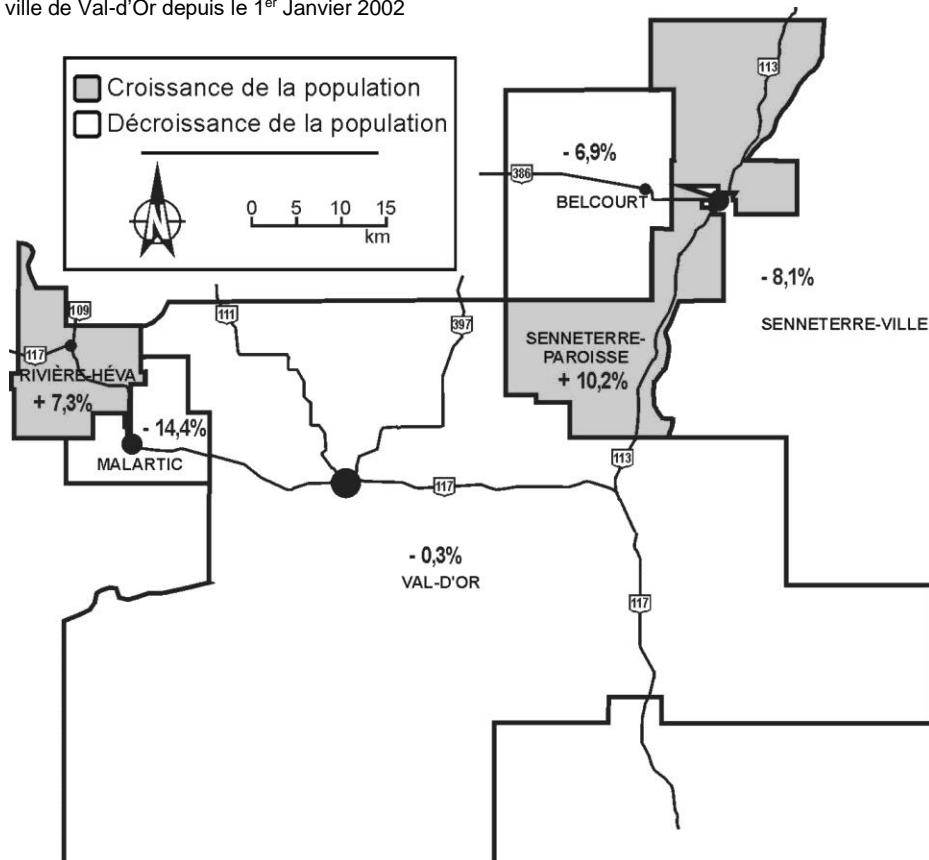 ville de Val-d'Or depuis le 1er Janvier 2002
Croissance de la population
Décroissance de la population
N
0 5 10 15
km
113
- 6,9%
386
BELCOURT
- 8,1%
SENNETERRE-VILLE
109
111
397
117
RIVIÈRE-HÉVA
+ 7,3%
SENNETERRE-
PAROISSE
+ 10,2%
- 14,4%
MALARTIC
113
117
- 0,3%
VAL-D'OR
117